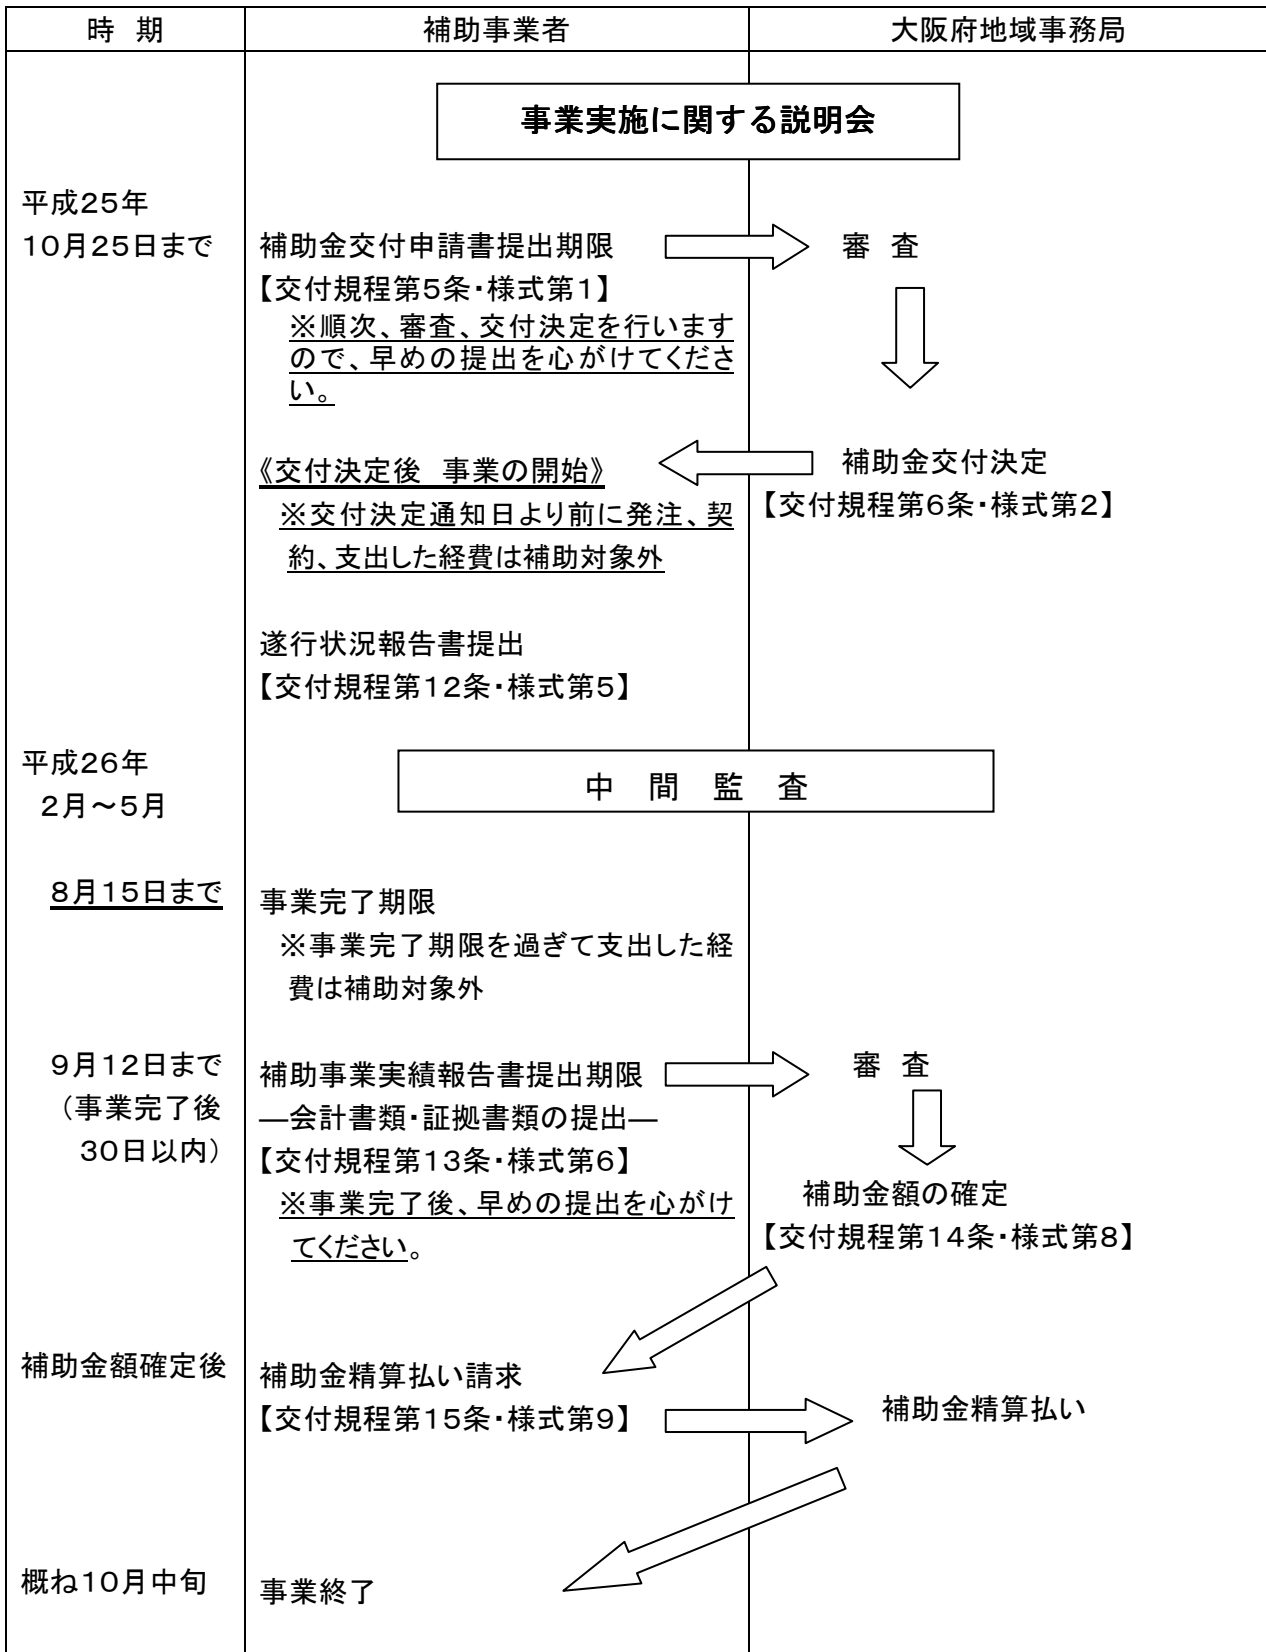 時　期
補助事業者
大阪府地域事務局
事業実施に関する説明会
平成２５年
１０月２５日まで
補助金交付申請書提出期限
審　査
【交付規程第５条・様式第１】
※順次、審査、交付決定を行います
ので、早めの提出を心がけてくださ
い。
《交付決定後　事業の開始》
補助金交付決定
※交付決定通知日より前に発注、契
約、支出した経費は補助対象外
【交付規程第６条・様式第２】
遂行状況報告書提出
【交付規程第１２条・様式第５】
平成２６年
２月～５月
中　間　監　査
８月１５日まで
事業完了期限
※事業完了期限を過ぎて支出した経
費は補助対象外
９月１２日まで
（事業完了後
３０日以内）
補助事業実績報告書提出期限
審　査
―会計書類・証拠書類の提出―
【交付規程第１３条・様式第６】
※事業完了後、早めの提出を心がけ
てください。
補助金額の確定
【交付規程第１４条・様式第８】
補助金額確定後
補助金精算払い請求
【交付規程第１５条・様式第９】
補助金精算払い
概ね１０月中旬
事業終了